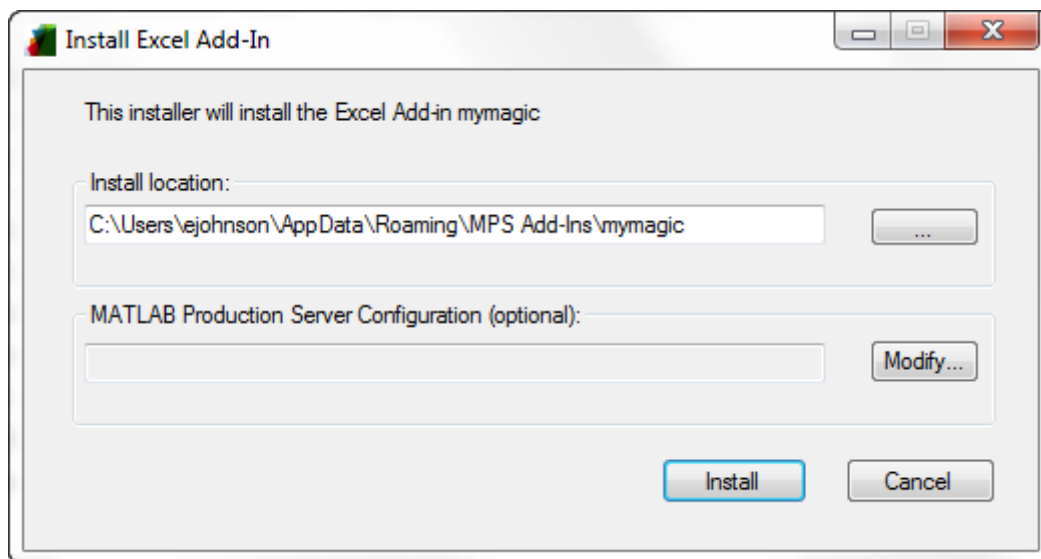 Install Excel Add-In
This installer will install the Excel Add-in mymagic
Install location:
C:\Users\ejohnson\AppData\Roaming\MPS Add-Ins\mymagic
...
MATLAB Production Server Configuration (optional):
Modify...
Install
Cancel